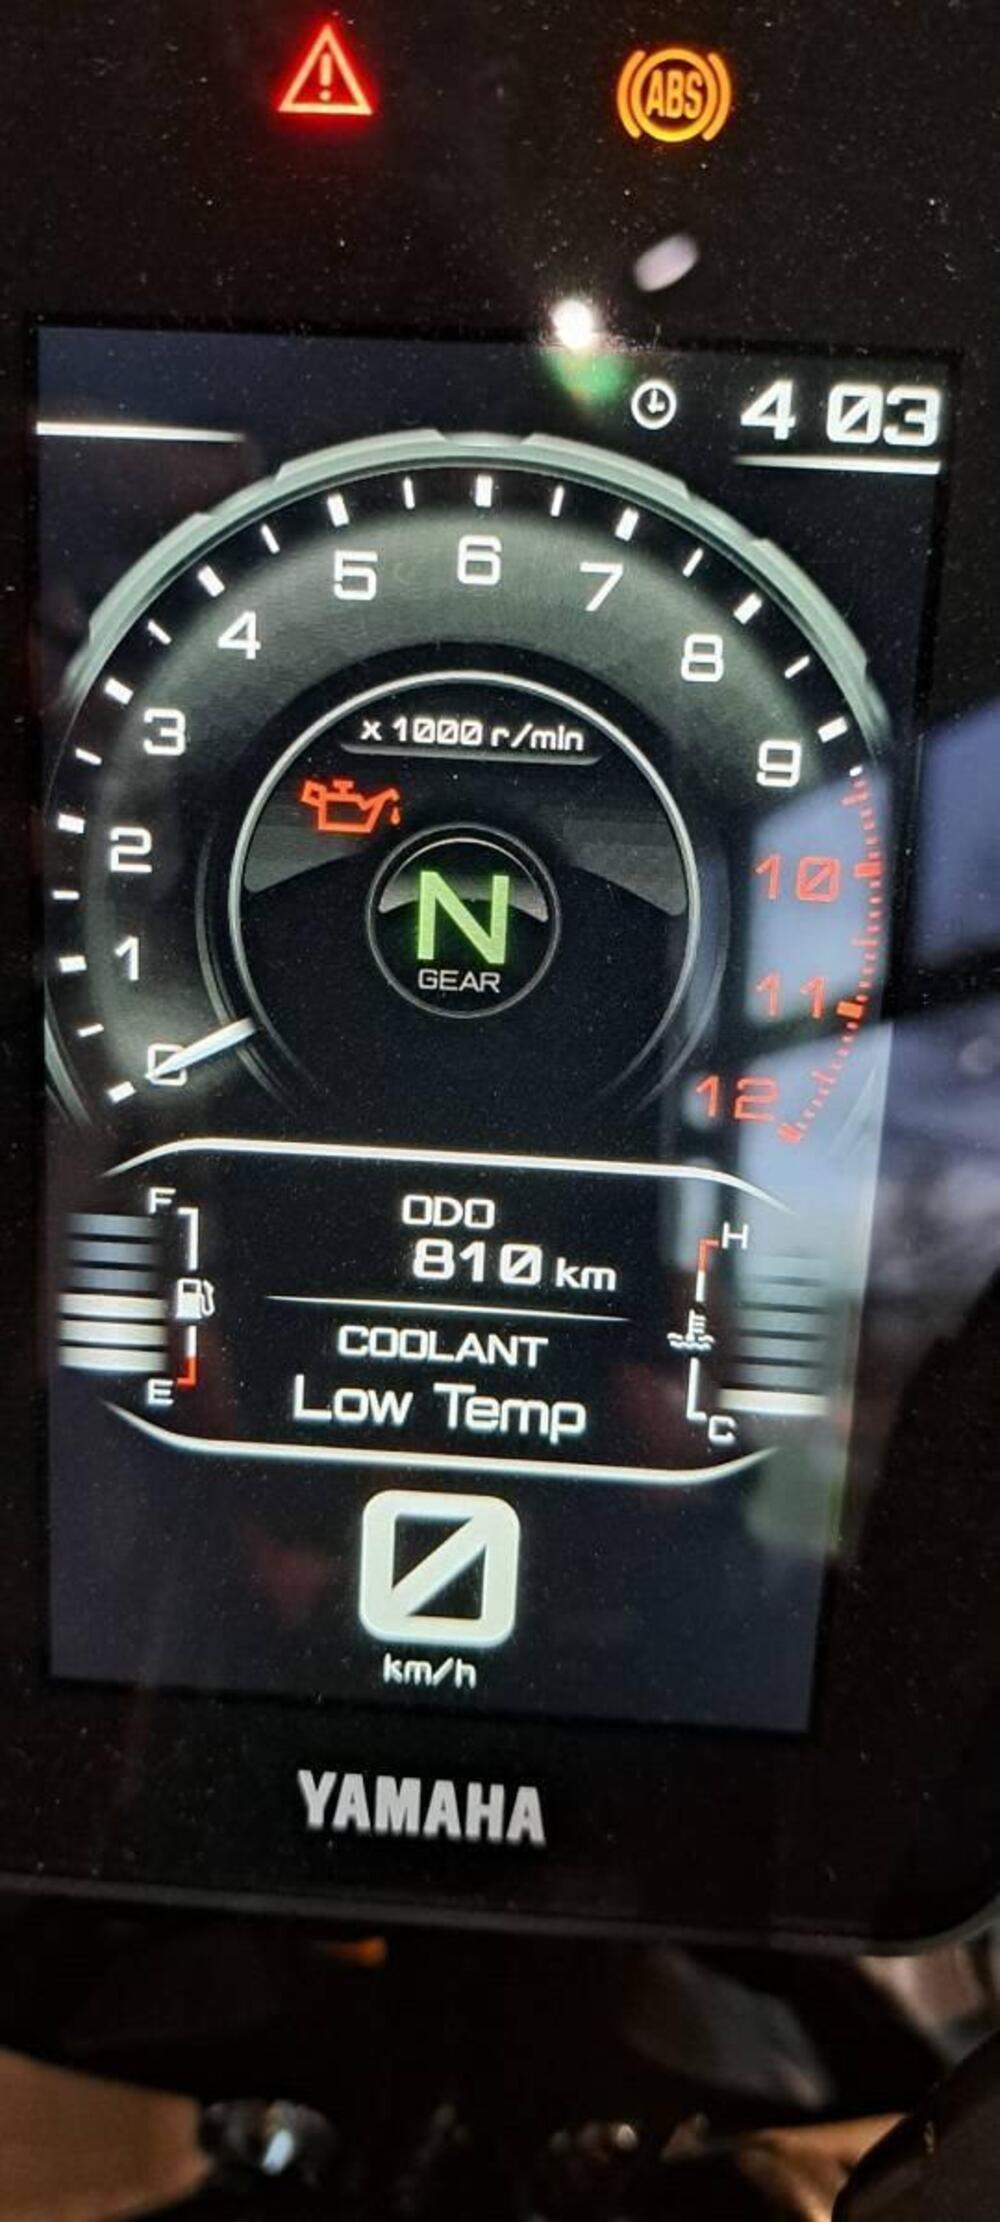 ABS
4 03
5 6 7
4 8
3 9
x 1000 r/min
2 10
N
1 GEAR 11
0 12
F ODO H
810 km
COOLANT
E Low Temp C
0
km/h
YAMAHA